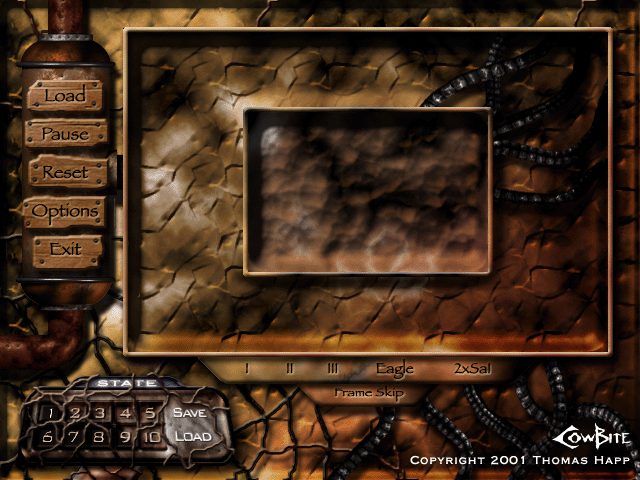 Load
Pause
Reset
Options
Exit
I II III Eagle 2xSaI
Frame Skip
STATE
1 2 3 4 5 SAVE
6 7 8 9 10 LOAD
COWBITE
COPYRIGHT 2001 THOMAS HAPP